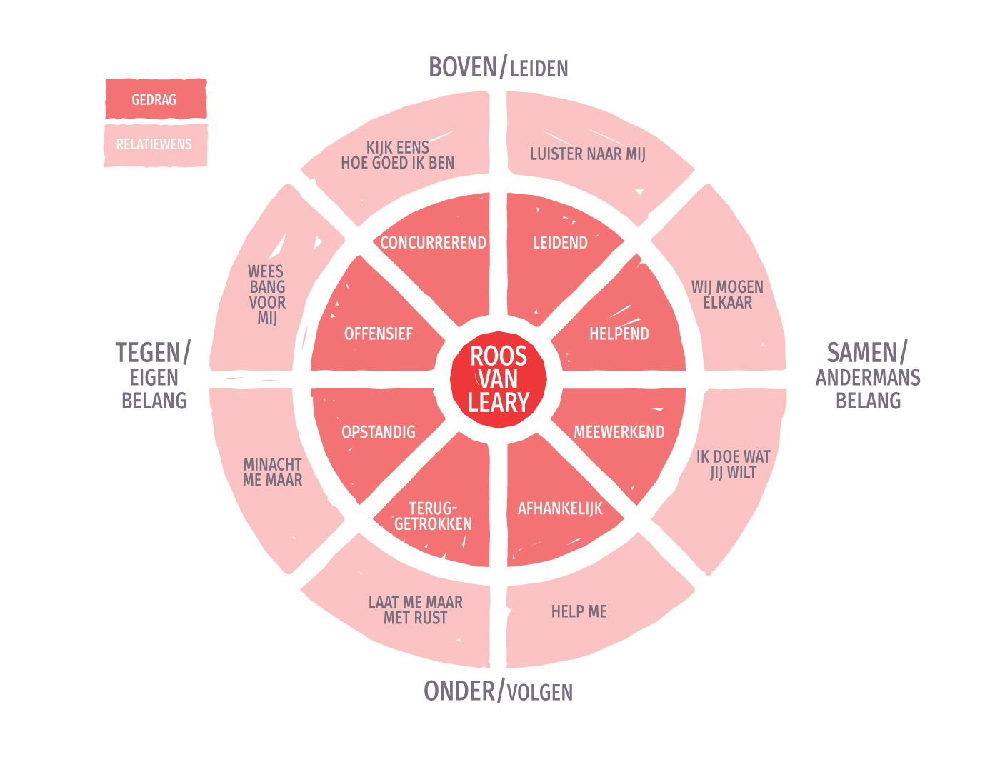 BOVEN/LEIDEN
GEDRAG
RELATIEWENS
KIJK EENS
HOE GOED IK BEN
LUISTER NAAR MIJ
CONCURREREND
LEIDEND
WEES
BANG
VOOR
MIJ
WIJ MOGEN
ELKAAR
OFFENSIEF
HELPEND
TEGEN/
EIGEN
BELANG
ROOS
VAN
LEARY
SAMEN/
ANDERMANS
BELANG
OPSTANDIG
MEEWERKEND
MINACHT
ME MAAR
IK DOE WAT
JIJ WILT
TERUG-
GETROKKEN
AFHANKELIJK
LAAT ME MAAR
MET RUST
HELP ME
ONDER/VOLGEN